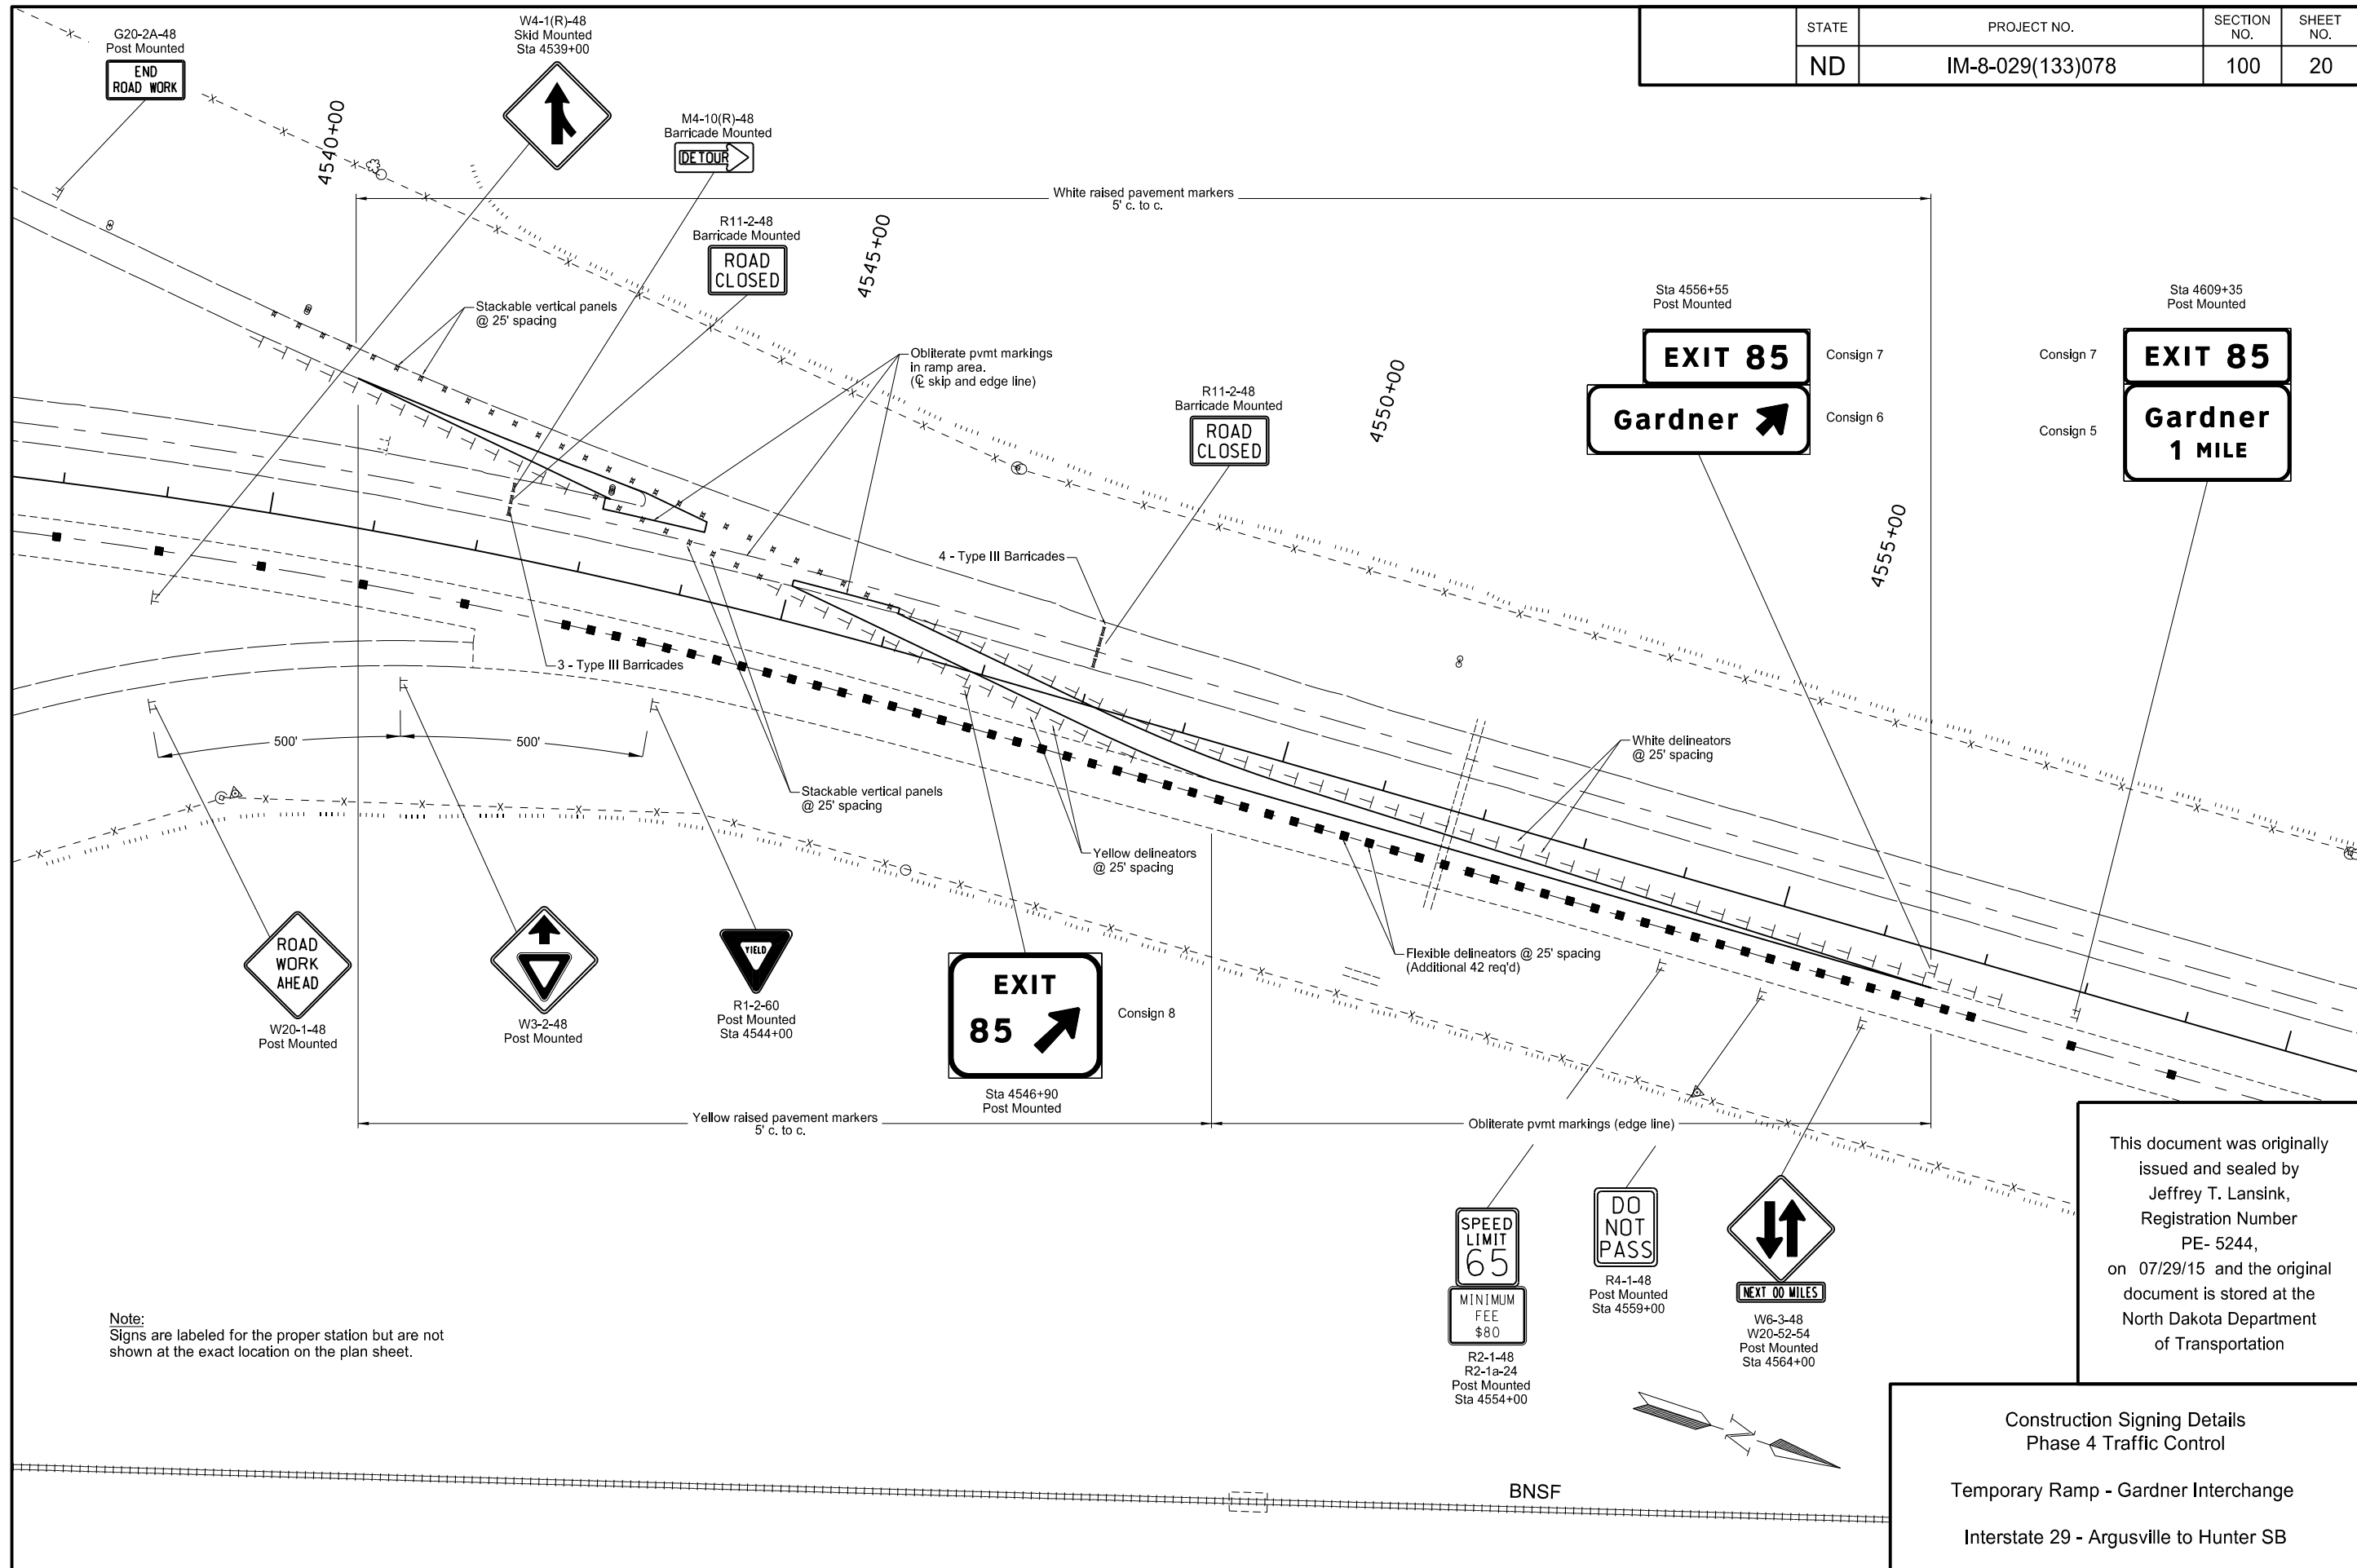 STATE
PROJECT NO.
SECTION
NO.
SHEET
NO.
ND
IM-8-029(133)078
100
20
G20-2A-48
Post Mounted
END
ROAD WORK
W4-1(R)-48
Skid Mounted
Sta 4539+00
M4-10(R)-48
Barricade Mounted
DETOUR
4540+00
White raised pavement markers
5' c. to c.
R11-2-48
Barricade Mounted
ROAD
CLOSED
4545+00
Stackable vertical panels
@ 25' spacing
Obliterate pvmt markings
in ramp area.
(℄ skip and edge line)
4550+00
R11-2-48
Barricade Mounted
ROAD
CLOSED
Sta 4556+55
Post Mounted
EXIT 85
Consign 7
Gardner
Consign 6
Sta 4609+35
Post Mounted
Consign 7
EXIT 85
Consign 5
Gardner
1 MILE
4555+00
4 - Type III Barricades
3 - Type III Barricades
500'
500'
White delineators
@ 25' spacing
Stackable vertical panels
@ 25' spacing
Yellow delineators
@ 25' spacing
Flexible delineators @ 25' spacing
(Additional 42 req'd)
ROAD
WORK
AHEAD
W20-1-48
Post Mounted
W3-2-48
Post Mounted
YIELD
R1-2-60
Post Mounted
Sta 4544+00
EXIT
85
Consign 8
Sta 4546+90
Post Mounted
Yellow raised pavement markers
5' c. to c.
Obliterate pvmt markings (edge line)
SPEED
LIMIT
65
MINIMUM
FEE
$80
R2-1-48
R2-1a-24
Post Mounted
Sta 4554+00
DO
NOT
PASS
R4-1-48
Post Mounted
Sta 4559+00
NEXT 00 MILES
W6-3-48
W20-52-54
Post Mounted
Sta 4564+00
This document was originally
issued and sealed by
Jeffrey T. Lansink,
Registration Number
PE- 5244,
on 07/29/15 and the original
document is stored at the
North Dakota Department
of Transportation
Note:
Signs are labeled for the proper station but are not
shown at the exact location on the plan sheet.
N
BNSF
Construction Signing Details
Phase 4 Traffic Control
Temporary Ramp - Gardner Interchange
Interstate 29 - Argusville to Hunter SB